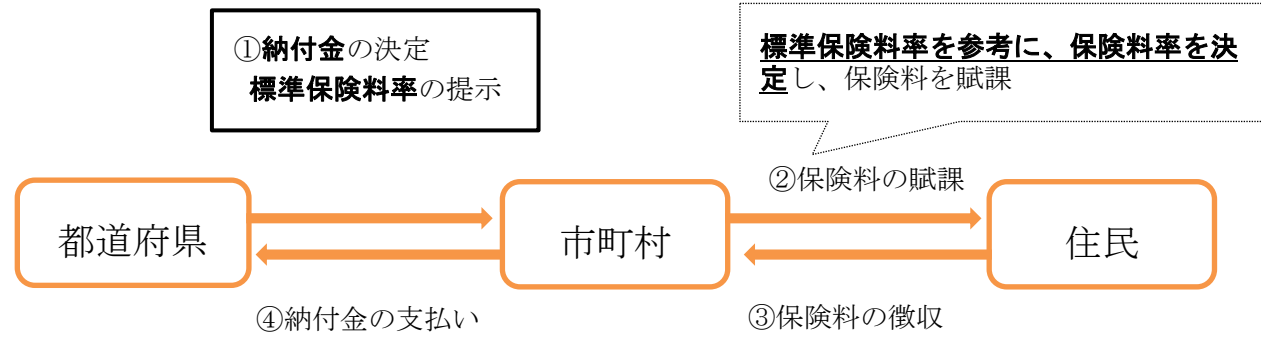 ①納付金の決定
標準保険料率の提示
標準保険料率を参考に、保険料率を決
定し、保険料を賦課
②保険料の賦課
都道府県
市町村
住民
④納付金の支払い
③保険料の徴収